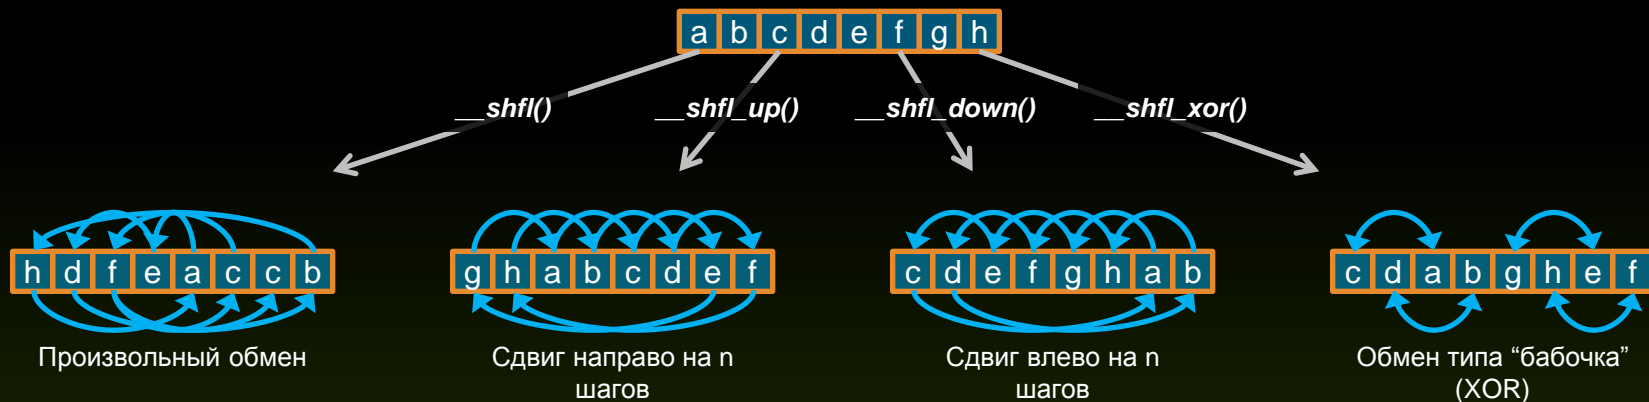 a b c d e f g h
__shfl() __shfl_up() __shfl_down() __shfl_xor()
h d f e a c c b
g h a b c d e f
c d e f g h a b
c d a b g h e f
Произвольный обмен
Сдвиг направо на n
шагов
Сдвиг влево на n
шагов
Обмен типа “бабочка”
(XOR)